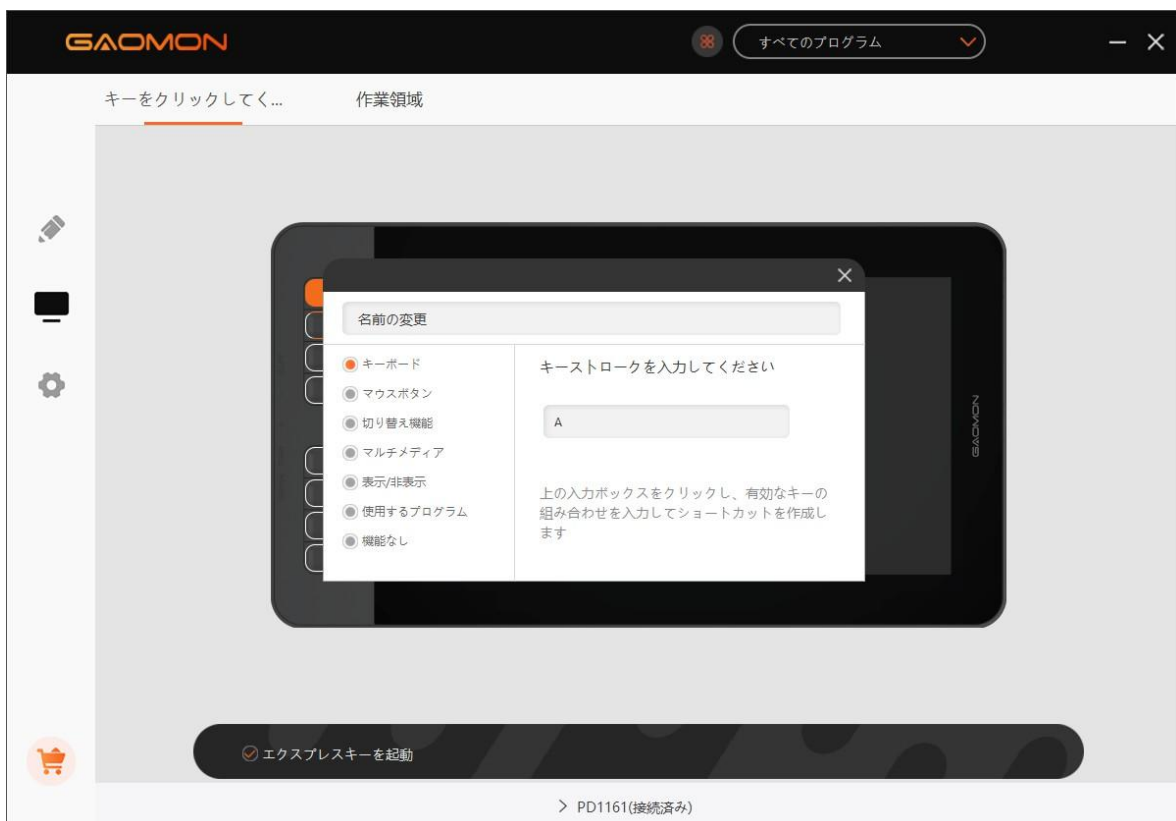 GAOMON
すべてのプログラム
キーをクリックしてく...
作業領域
名前の変更
キーボード
マウスボタン
切り替え機能
マルチメディア
表示/非表示
使用するプログラム
機能なし
キーストロークを入力してください
A
上の入力ボックスをクリックし、有効なキーの
組み合わせを入力してショートカットを作成し
ます
GAOMON
エクスプレスキーを起動
PD1161(接続済み)